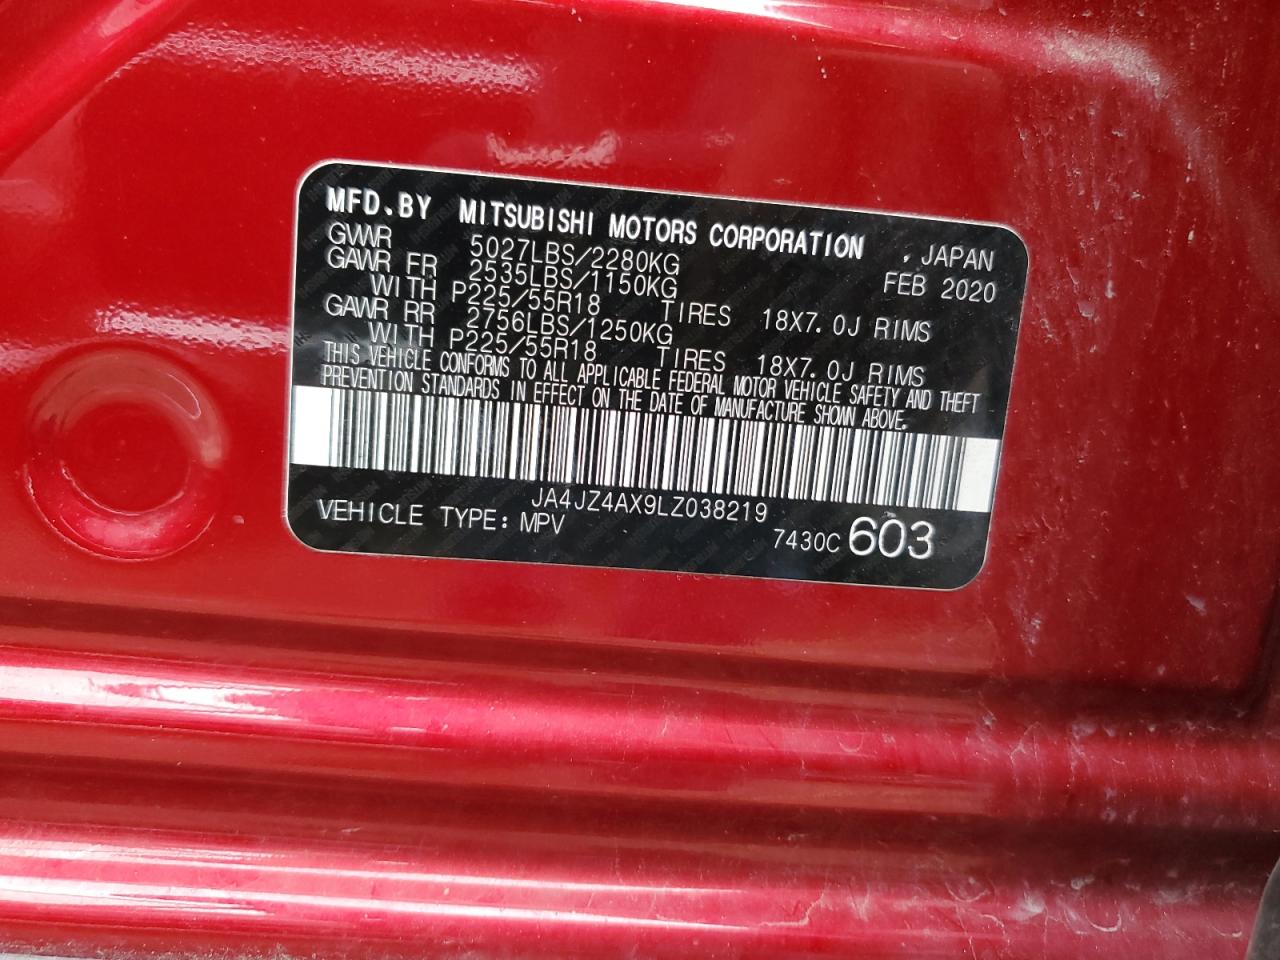 MFD.BY MITSUBISHI MOTORS CORPORATION , JAPAN
GVWR 5027LBS/2280KG FEB 2020
GAWR FR 2535LBS/1150KG
WITH P225/55R18 TIRES 18X7.0J RIMS
GAWR RR 2756LBS/1250KG
WITH P225/55R18 TIRES 18X7.0J RIMS
THIS VEHICLE CONFORMS TO ALL APPLICABLE FEDERAL MOTOR VEHICLE SAFETY AND THEFT
PREVENTION STANDARDS IN EFFECT ON THE DATE OF MANUFACTURE SHOWN ABOVE.
JA4JZ4AX9LZ038219
VEHICLE TYPE: MPV 7430C 603